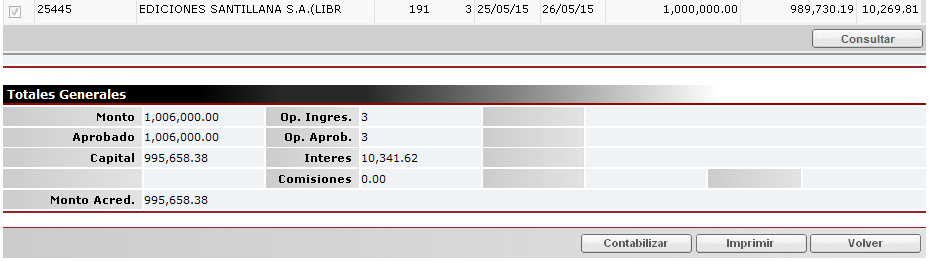 25445 EDICIONES SANTILLANA S.A.(LIBR 191 3 25/05/15 26/05/15 1,000,000.00 989,730.19 10,269.81
Consultar
Totales Generales
Monto 1,006,000.00 Op. Ingres. 3
Aprobado 1,006,000.00 Op. Aprob. 3
Capital 995,658.38 Interes 10,341.62
Comisiones 0.00
Monto Acred. 995,658.38
Contabilizar Imprimir Volver